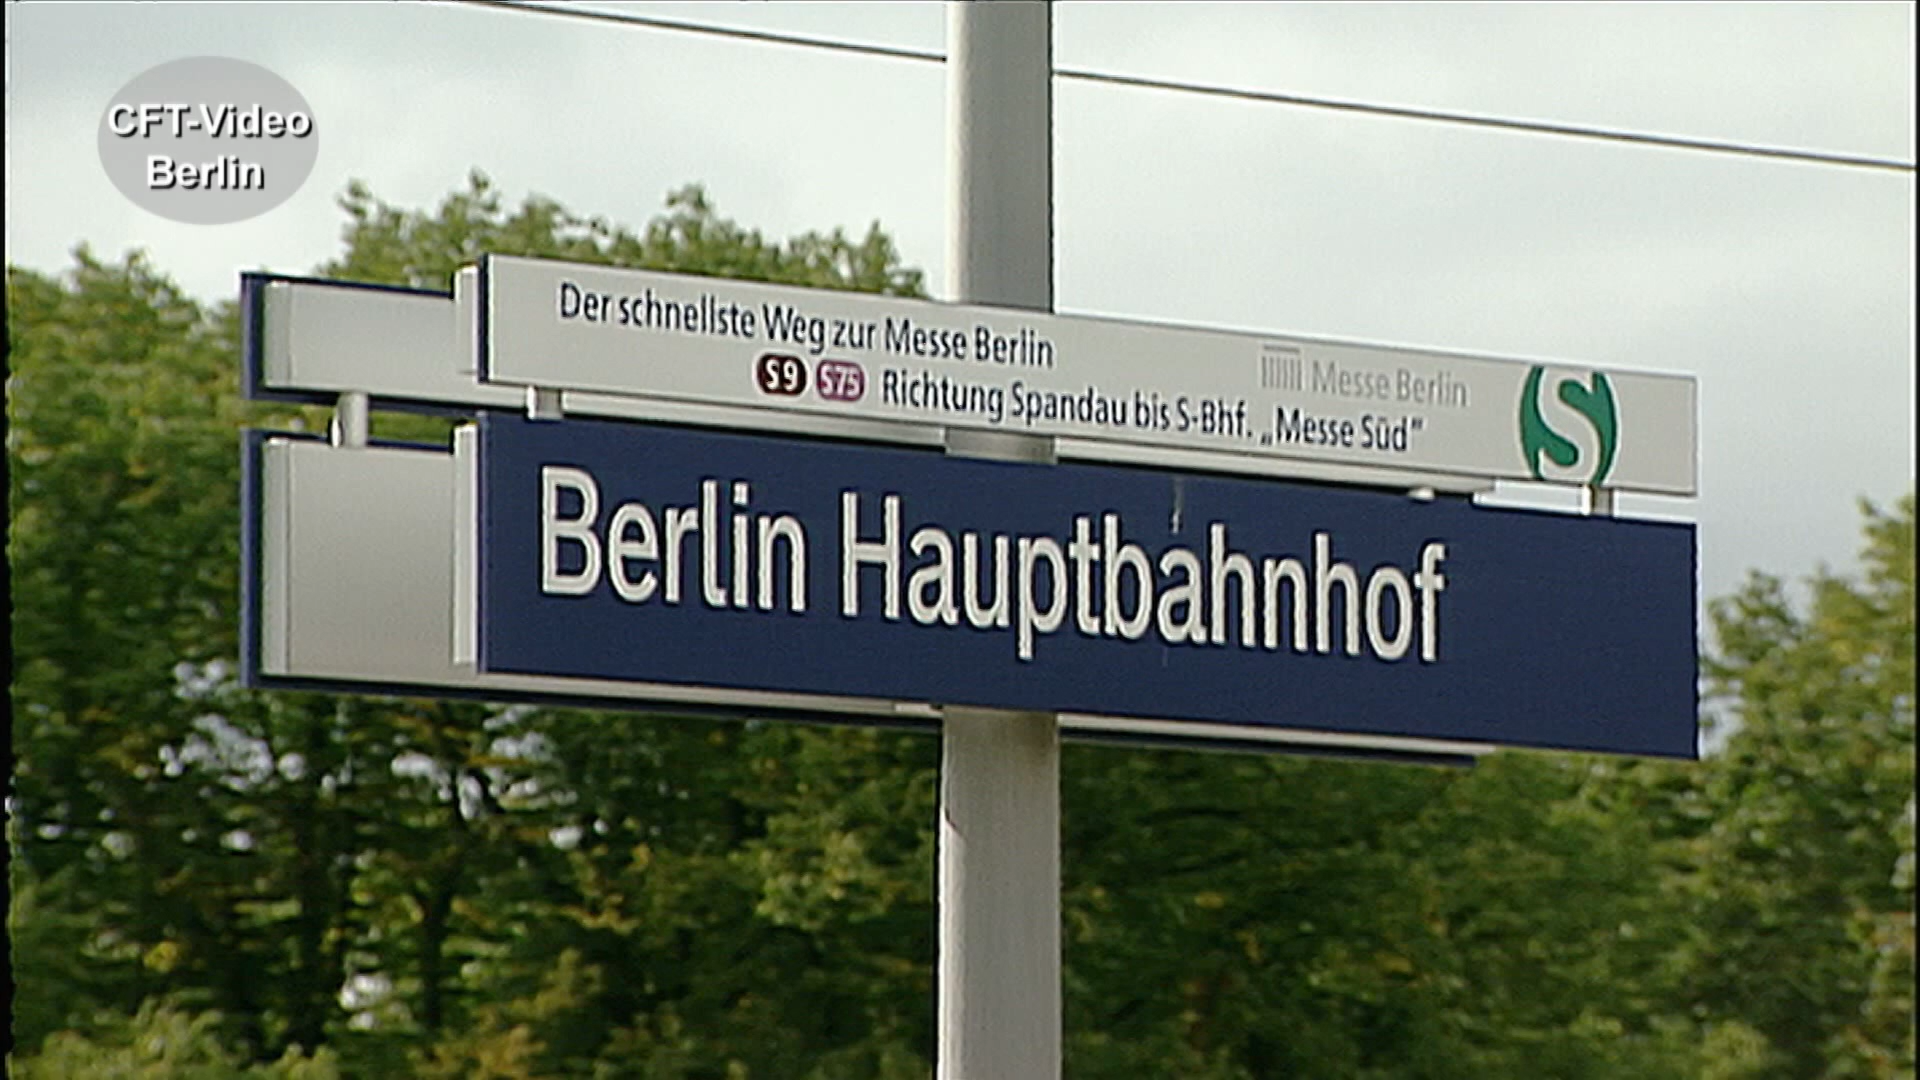 CFT-Video
Berlin
Der schnellste Weg zur Messe Berlin
S9 S75 Richtung Spandau bis S-Bhf. „Messe Süd“
Messe Berlin
S
Berlin Hauptbahnhof